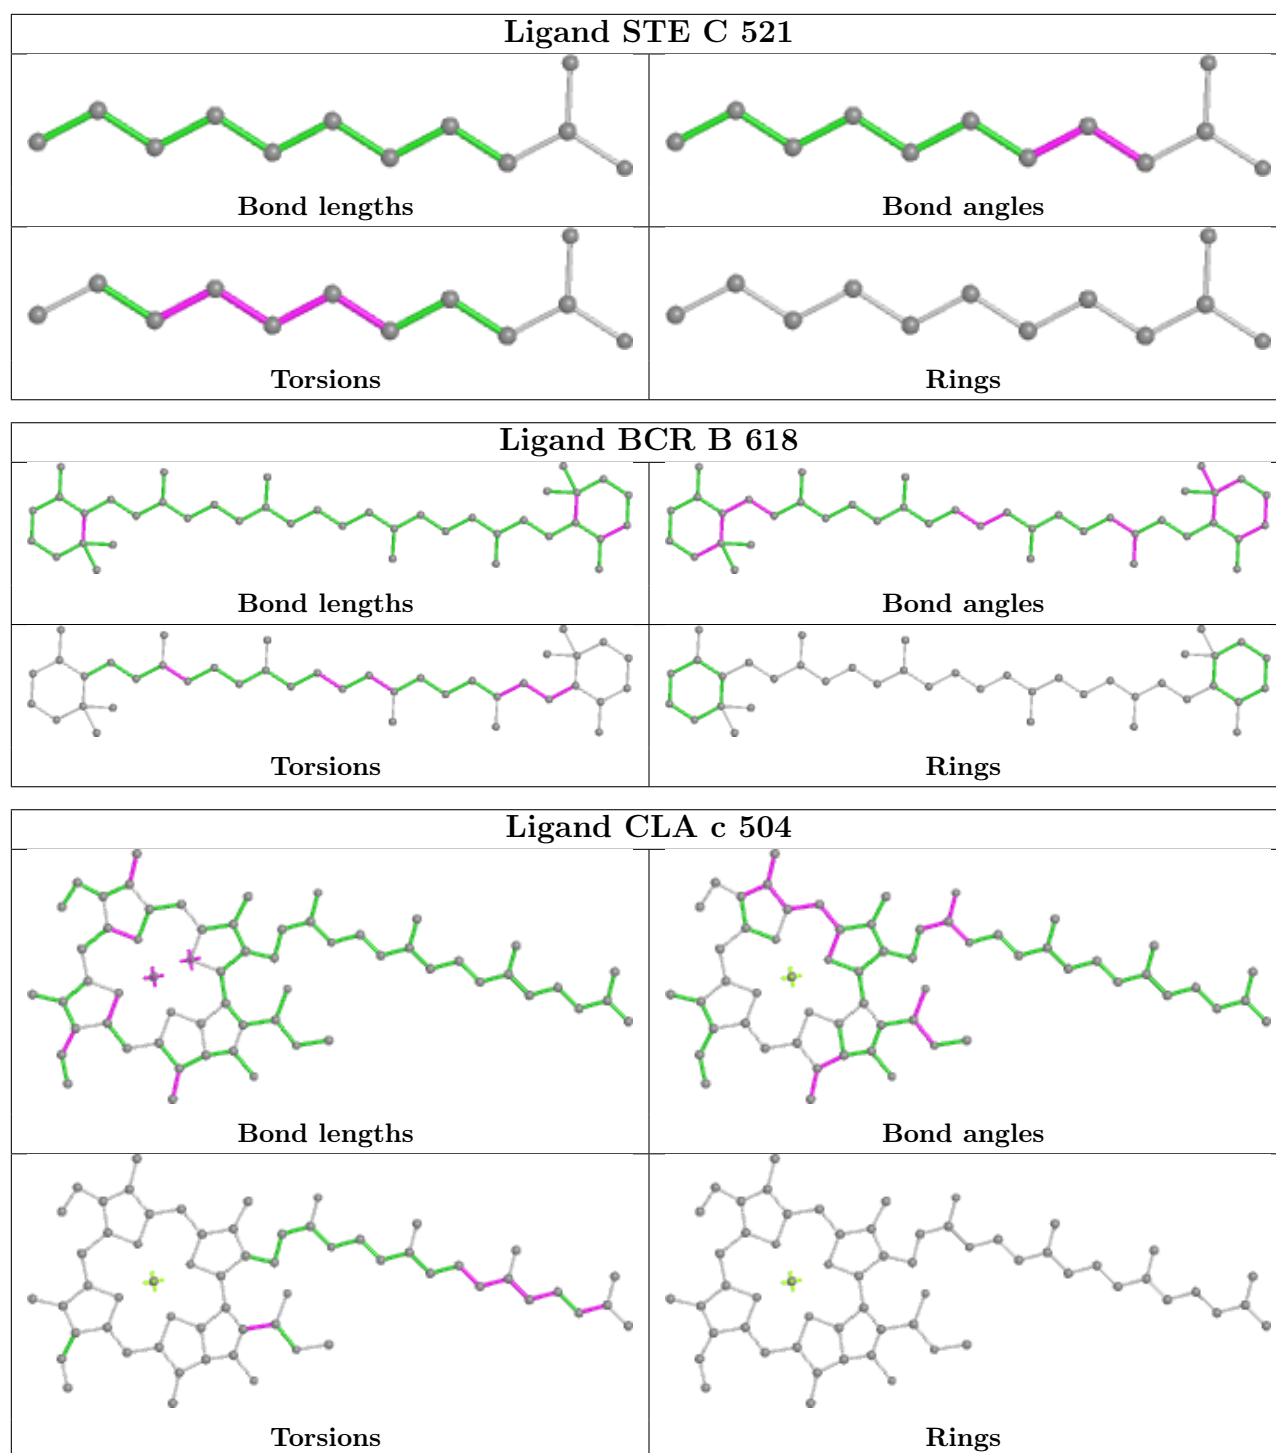 Ligand STE C 521
Bond lengths
Bond angles
Torsions
Rings
Ligand BCR B 618
Bond lengths
Bond angles
Torsions
Rings
Ligand CLA c 504
Bond lengths
Bond angles
Torsions
Rings